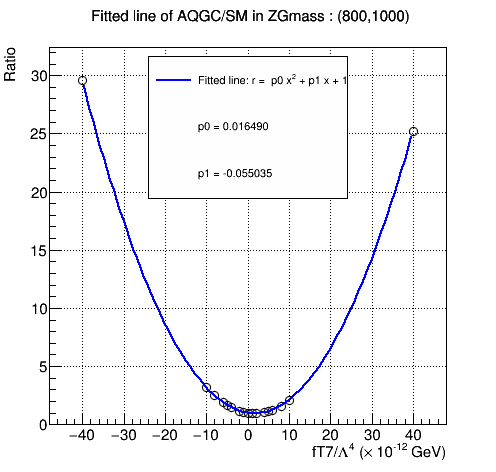 Fitted line of AQGC/SM in ZGmass : (800,1000)
Ratio
Fitted line: r =  p0 x² + p1 x + 1
p0 = 0.016490
p1 = -0.055035
30
25
20
15
10
5
0
−40 −30 −20 −10 0 10 20 30 40
fT7/Λ⁴ (× 10⁻¹² GeV)